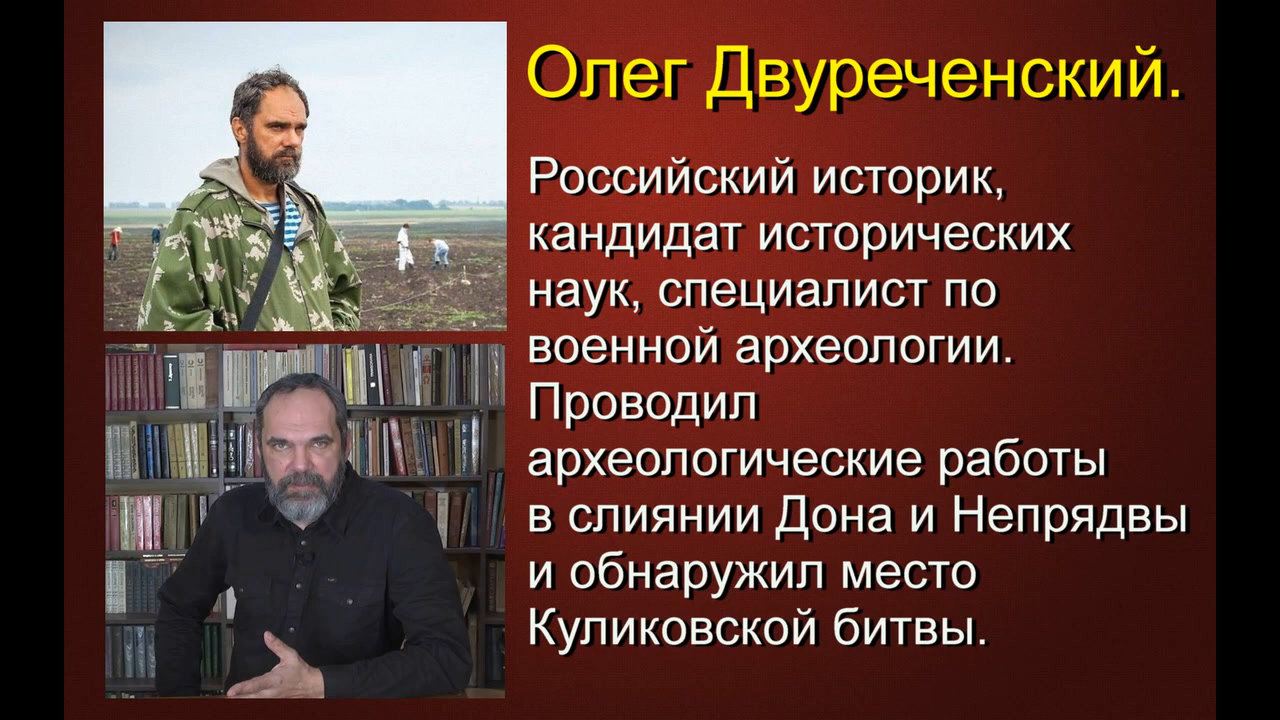 Олег Двуреченский.
Российский историк,
кандидат исторических
наук, специалист по
военной археологии.
Проводил
археологические работы
в слиянии Дона и Непрядвы
и обнаружил место
Куликовской битвы.